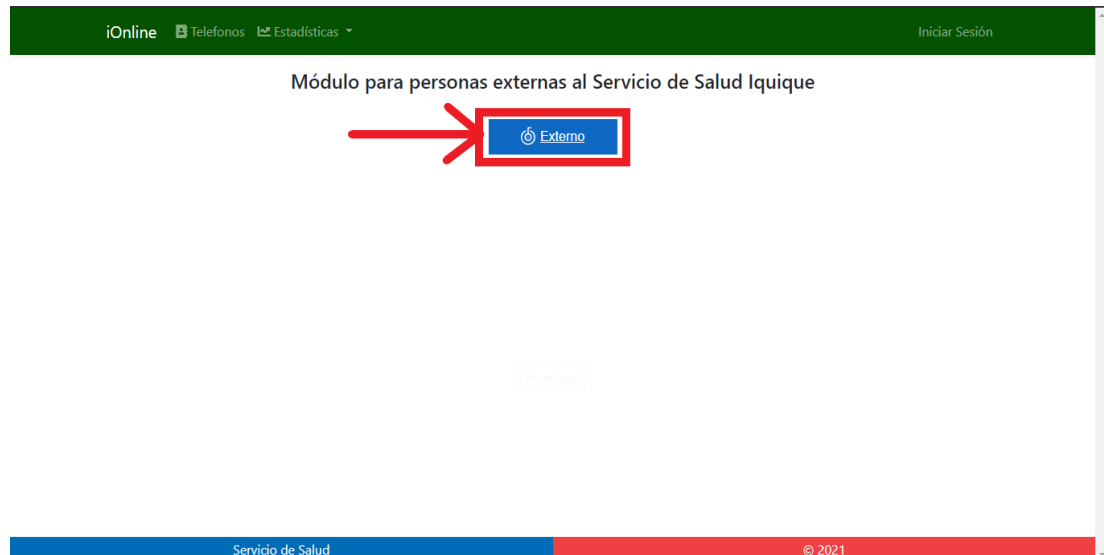 iOnline Telefonos Estadísticas Iniciar Sesión
Módulo para personas externas al Servicio de Salud Iquique
Externo
Servicio de Salud © 2021